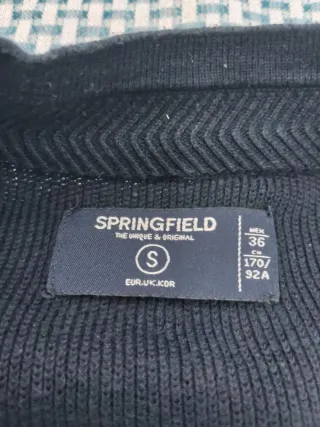 SPRINGFIELD
THE UNIQUE & ORIGINAL
S
EUR.UK.KOR
MEX
36
CN
170/
92A